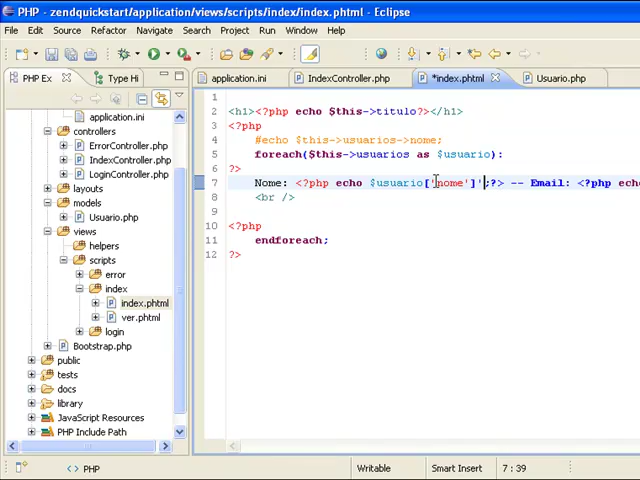 PHP - zendquickstart/application/views/scripts/index/index.phtml - Eclipse
File Edit Source Refactor Navigate Search Project Run Window Help
PHP Ex Type Hi application.ini IndexController.php *index.phtml Usuario.php
application.ini
controllers
ErrorController.php
IndexController.php
LoginController.php
layouts
models
Usuario.php
views
helpers
scripts
error
index
index.phtml
ver.phtml
login
Bootstrap.php
public
tests
docs
library
JavaScript Resources
PHP Include Path
1
2 <h1><?php echo $this->titulo?></h1>
3 <?php
4 #echo $this->usuarios->nome;
5 foreach($this->usuarios as $usuario):
6 ?>
7 Nome: <?php echo $usuario['nome']';?> -- Email: <?php echo
8 <br />
9
10 <?php
11 endforeach;
12 ?>
<> PHP Writable Smart Insert 7 : 39